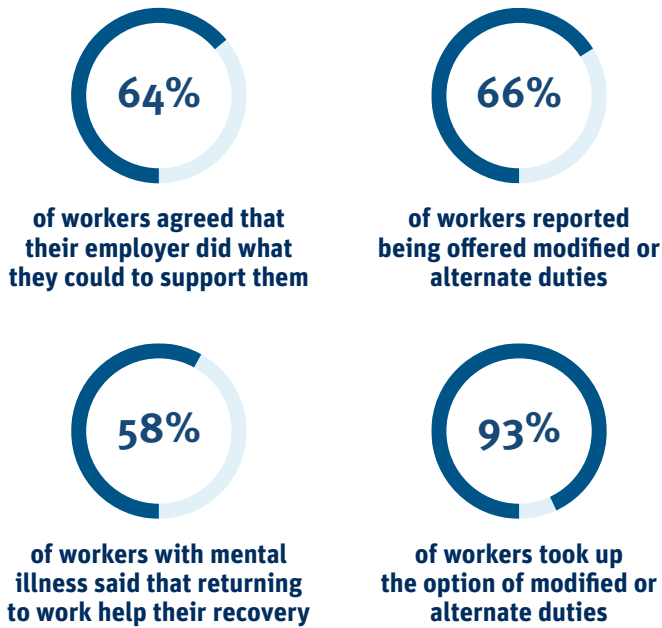 64%
of workers agreed that
their employer did what
they could to support them
66%
of workers reported
being offered modified or
alternate duties
58%
of workers with mental
illness said that returning
to work help their recovery
93%
of workers took up
the option of modified or
alternate duties